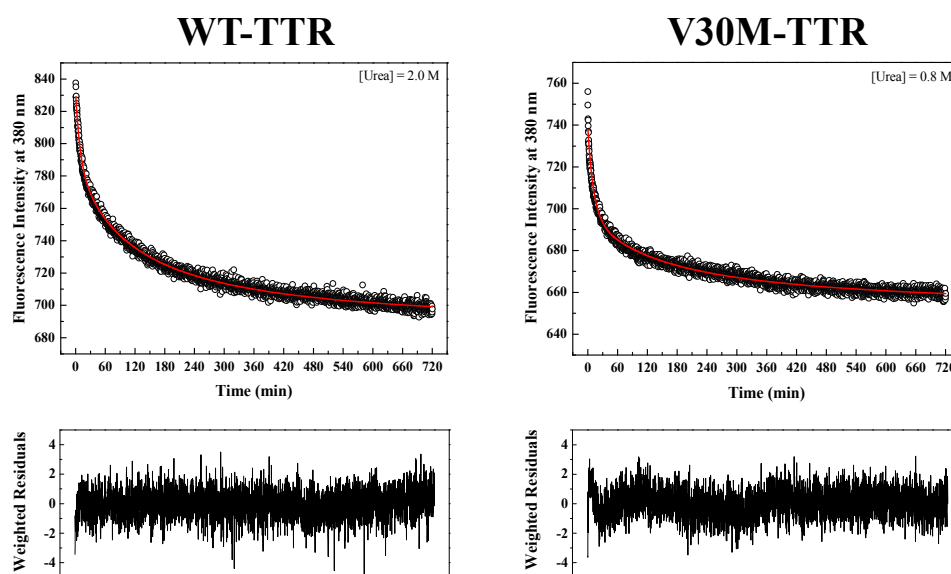 WT-TTR
V30M-TTR
[Urea] = 2.0 M
Fluorescence Intensity at 380 nm
840
820
800
780
760
740
720
700
680
0 60 120 180 240 300 360 420 480 540 600 660 720
Time (min)
[Urea] = 0.8 M
Fluorescence Intensity at 380 nm
760
740
720
700
680
660
640
0 60 120 180 240 300 360 420 480 540 600 660 720
Time (min)
Weighted Residuals
4
2
0
-2
-4
Weighted Residuals
4
2
0
-2
-4